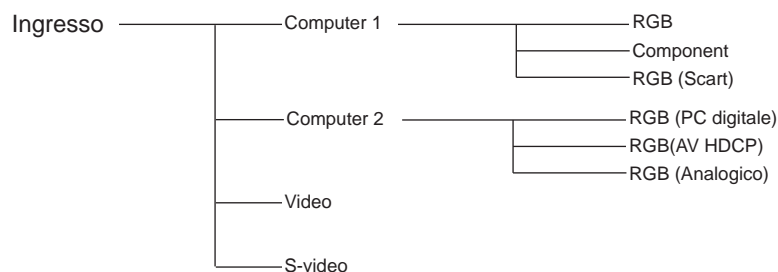 Ingresso
Computer 1
RGB
Component
RGB (Scart)
Computer 2
RGB (PC digitale)
RGB(AV HDCP)
RGB (Analogico)
Video
S-video